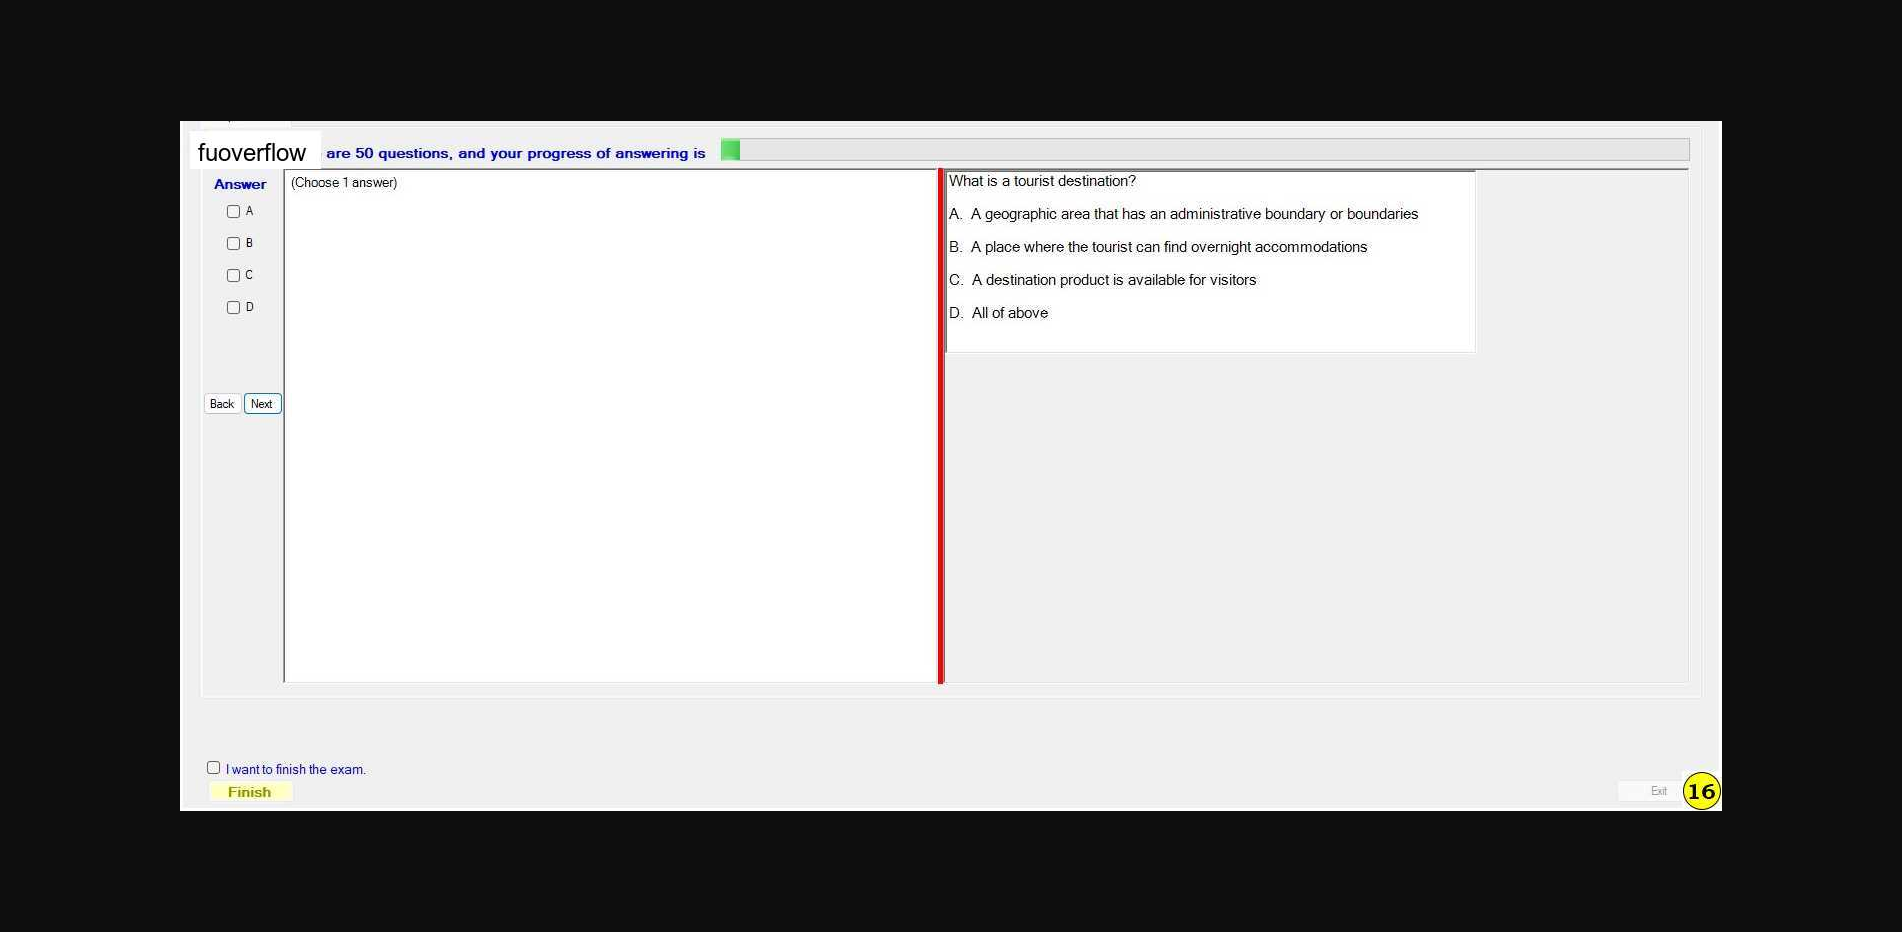 fuoverflow are 50 questions, and your progress of answering is
Answer
A
B
C
D
Back Next
(Choose 1 answer)
What is a tourist destination?
A. A geographic area that has an administrative boundary or boundaries
B. A place where the tourist can find overnight accommodations
C. A destination product is available for visitors
D. All of above
I want to finish the exam.
Finish
Exit
16